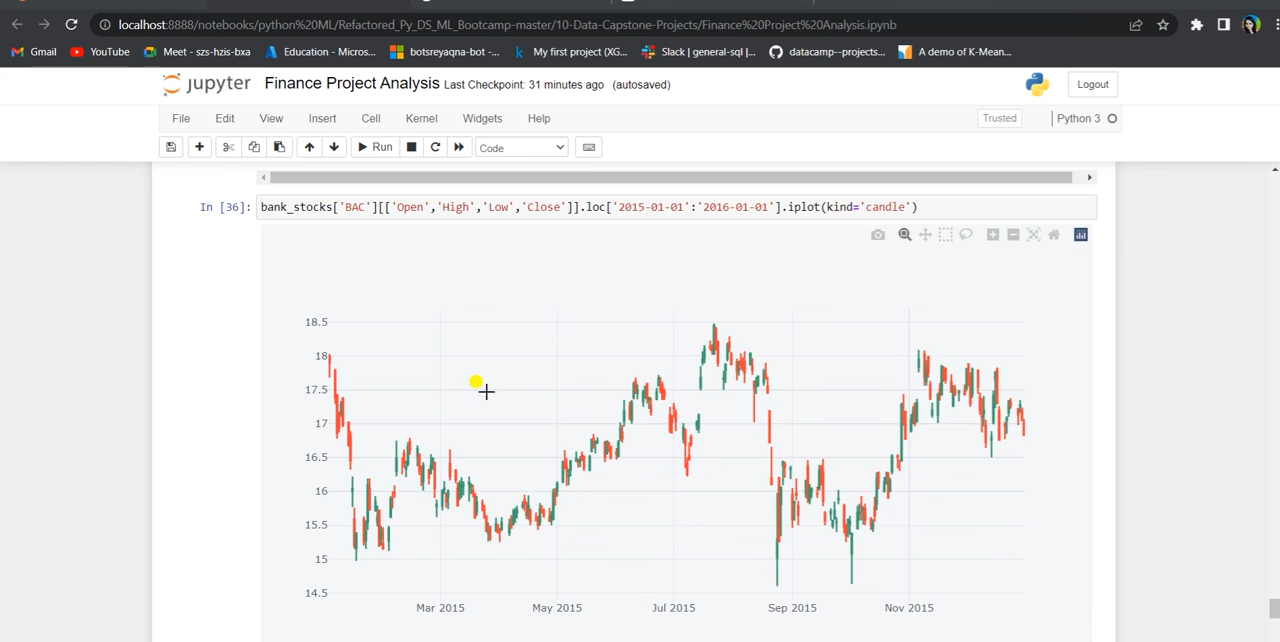 localhost:8888/notebooks/python%20ML/Refactored_Py_DS_ML_Bootcamp-master/10-Data-Capstone-Projects/Finance%20Project%20Analysis.ipynb
Gmail YouTube Meet - szs-hzis-bxa Education - Micros... botsreyaqna-bot -... My first project (XG... Slack | general-sql |... datacamp--projects... A demo of K-Mean...
jupyter Finance Project Analysis Last Checkpoint: 31 minutes ago (autosaved) Logout
File Edit View Insert Cell Kernel Widgets Help Trusted Python 3
Run Code
In [36]: bank_stocks['BAC'][['Open','High','Low','Close']].loc['2015-01-01':'2016-01-01'].iplot(kind='candle')
18.5
18
17.5
17
16.5
16
15.5
15
14.5
Mar 2015 May 2015 Jul 2015 Sep 2015 Nov 2015